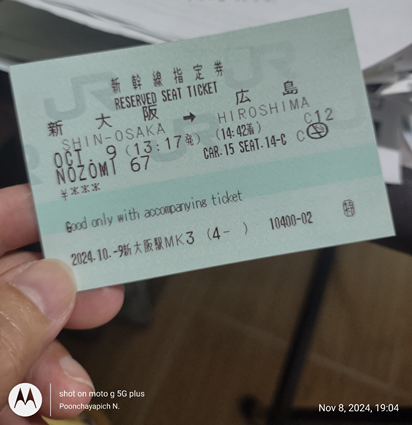 新幹線指定券
RESERVED SEAT TICKET
新大阪 → 広島
SHIN-OSAKA HIROSHIMA
OCT. 9 (13:17発) (14:42着) C12
NOZOMI 67 CAR.15 SEAT.14-C C
¥***
Good only with accompanying ticket
2024.10.-9新大阪駅MK3 (4- ) 10400-02
shot on moto g 5G plus
Poonchayapich N.
Nov 8, 2024, 19:04